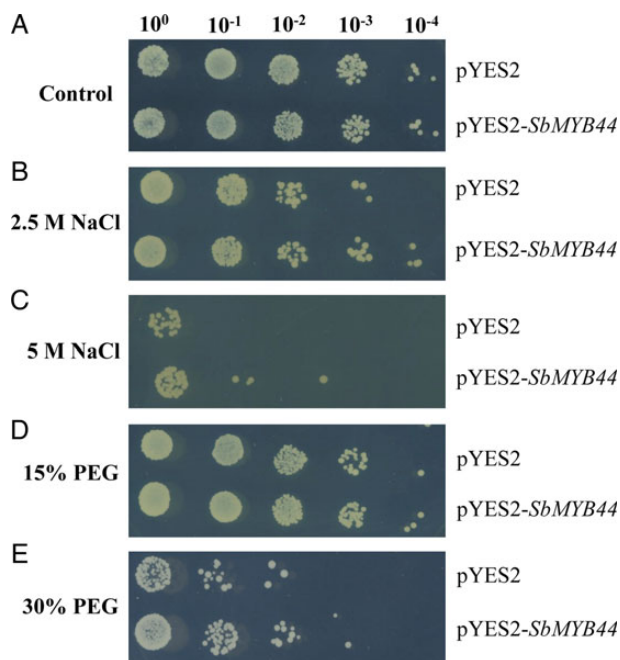 A
10⁰ 10⁻¹ 10⁻² 10⁻³ 10⁻⁴
pYES2
Control
pYES2-SbMYB44
B
pYES2
2.5 M NaCl
pYES2-SbMYB44
C
pYES2
5 M NaCl
pYES2-SbMYB44
D
pYES2
15% PEG
pYES2-SbMYB44
E
pYES2
30% PEG
pYES2-SbMYB44